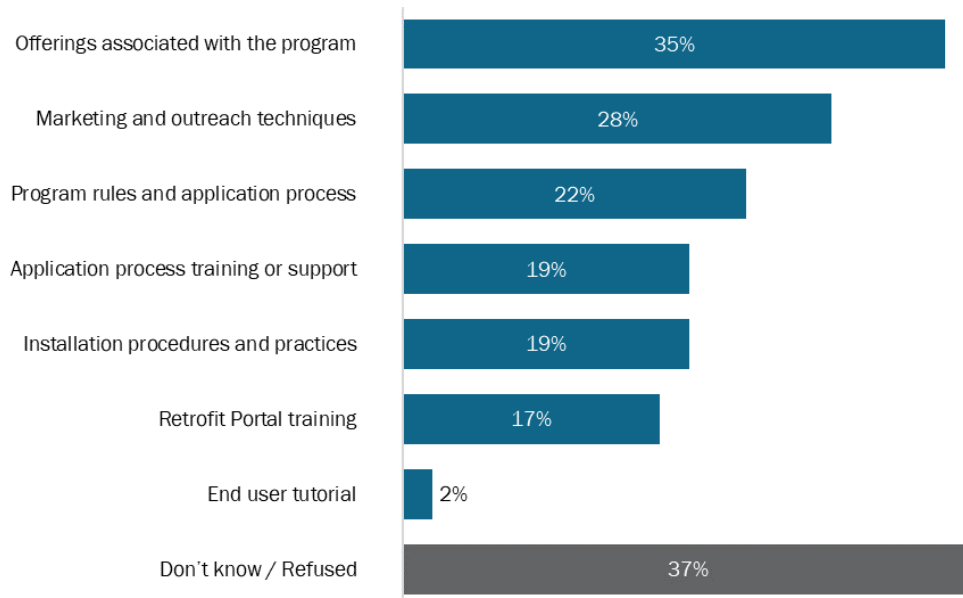 Offerings associated with the program 35%
Marketing and outreach techniques 28%
Program rules and application process 22%
Application process training or support 19%
Installation procedures and practices 19%
Retrofit Portal training 17%
End user tutorial 2%
Don't know / Refused 37%